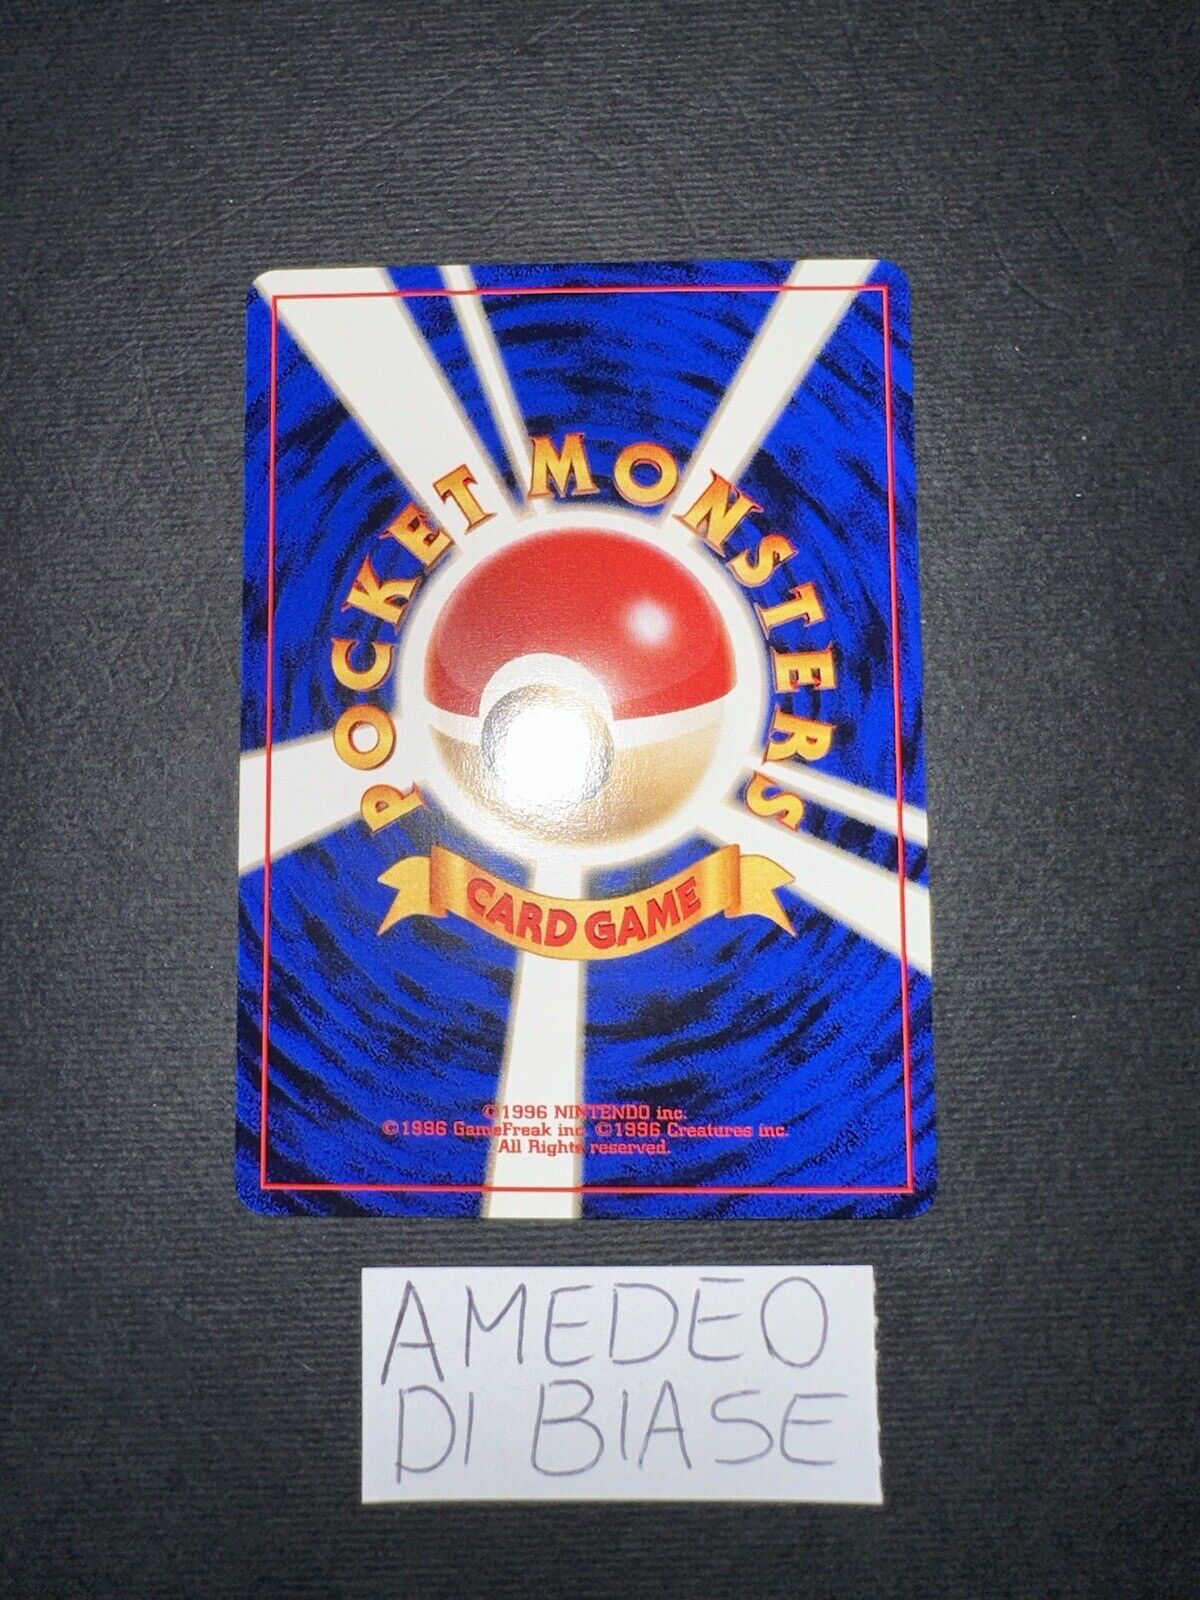 POCKET MONSTERS
CARD GAME
©1996 NINTENDO inc.
©1996 GameFreak inc. ©1996 Creatures inc.
All Rights reserved.
AMEDEO
DI BIASE